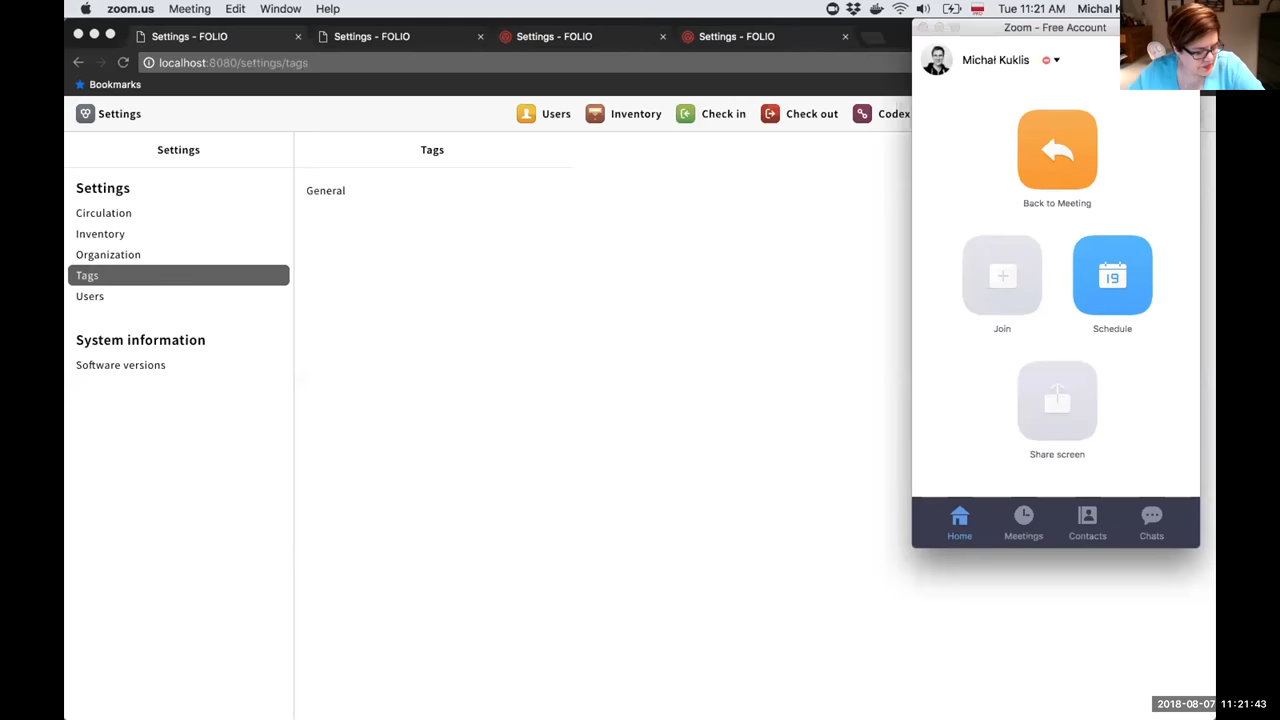 zoom.us Meeting Edit Window Help
Tue 11:21 AM Michal K
Settings - FOLIO × Settings - FOLIO × Settings - FOLIO × Settings - FOLIO ×
localhost:808 settings/tags
Bookmarks
Settings Users Inventory Check in Check out Codex
Settings
Settings
Circulation
Inventory
Organization
Tags
Users
System information
Software versions
Tags
General
Zoom - Free Account
Michał Kuklis
Back to Meeting
Join
19
Schedule
Share screen
Home Meetings Contacts Chats
2018-08-07 11:21:43